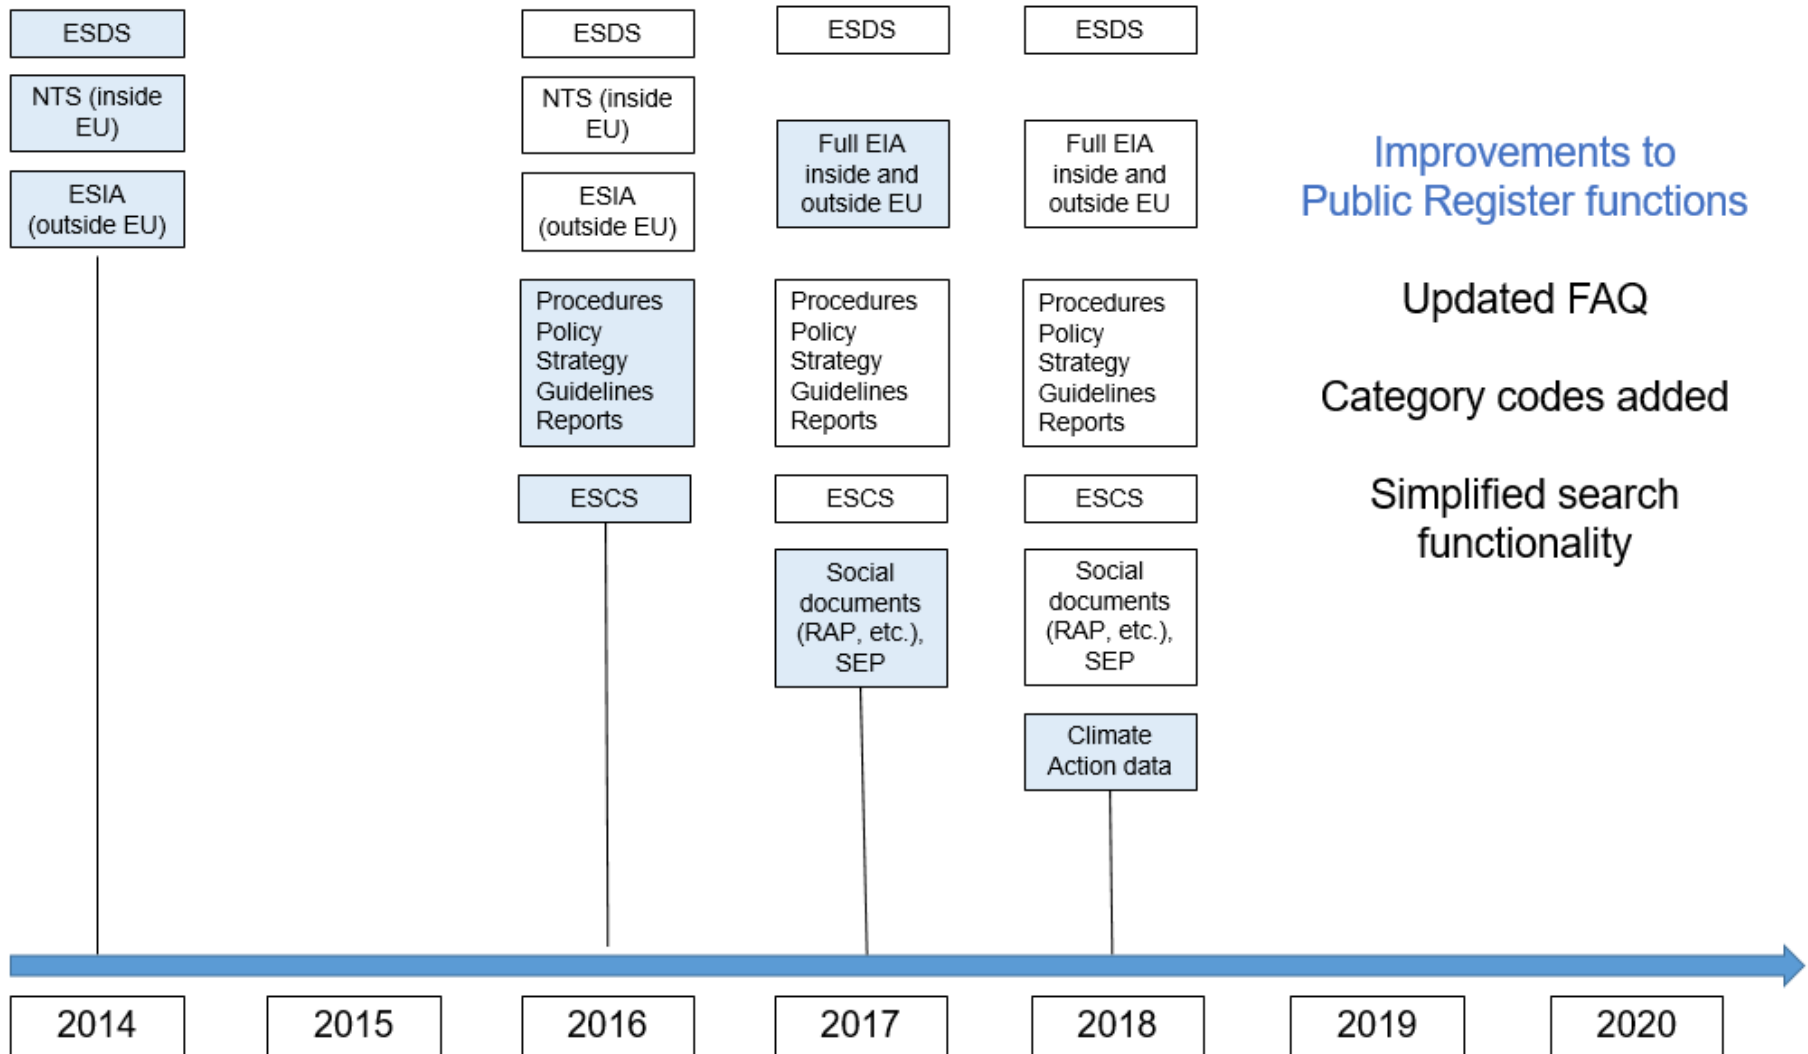 ESDS
NTS (inside
EU)
ESIA
(outside EU)
ESDS
NTS (inside
EU)
ESIA
(outside EU)
Procedures
Policy
Strategy
Guidelines
Reports
ESCS
ESDS
Full EIA
inside and
outside EU
Procedures
Policy
Strategy
Guidelines
Reports
ESCS
Social
documents
(RAP, etc.),
SEP
ESDS
Full EIA
inside and
outside EU
Procedures
Policy
Strategy
Guidelines
Reports
ESCS
Social
documents
(RAP, etc.),
SEP
Climate
Action data
Improvements to
Public Register functions
Updated FAQ
Category codes added
Simplified search
functionality
2014
2015
2016
2017
2018
2019
2020